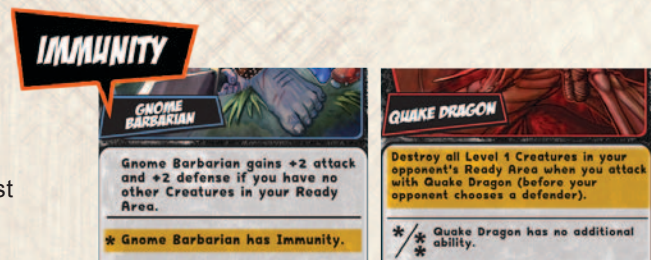 IMMUNITY
GNOME
BARBARIAN
Gnome Barbarian gains +2 attack
and +2 defense if you have no
other Creatures in your Ready
Area.
* Gnome Barbarian has Immunity.
st
QUAKE DRAGON
Destroy all Level 1 Creatures in your
opponent's Ready Area when you attack
with Quake Dragon (before your
opponent chooses a defender).
*/** Quake Dragon has no additional
ability.